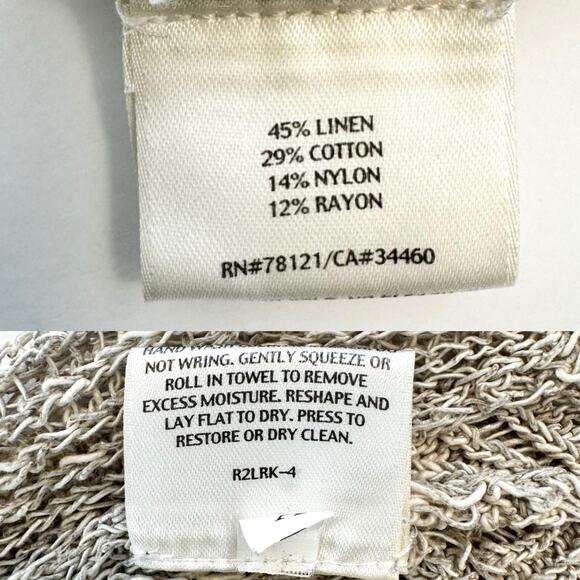 45% LINEN
29% COTTON
14% NYLON
12% RAYON
RN#78121/CA#34460
HAND WASH
NOT WRING. GENTLY SQUEEZE OR
ROLL IN TOWEL TO REMOVE
EXCESS MOISTURE. RESHAPE AND
LAY FLAT TO DRY. PRESS TO
RESTORE OR DRY CLEAN.
R2LRK-4